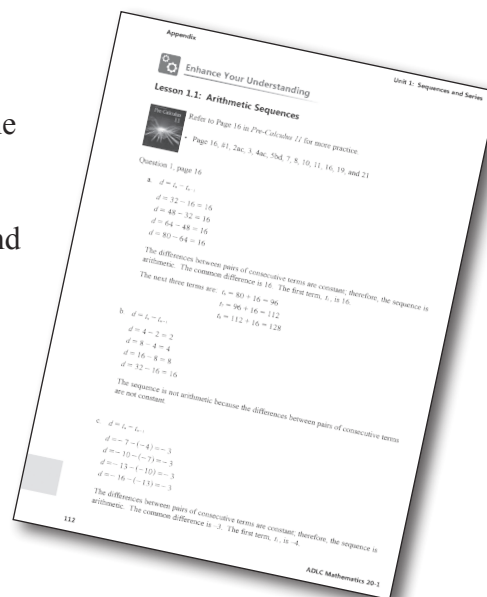 le
nd
Appendix
Unit 1: Sequences and Series
Enhance Your Understanding
Lesson 1.1: Arithmetic Sequences
Pre-Calculus 11
Refer to Page 16 in Pre-Calculus 11 for more practice.
• Page 16, #1, 2ac, 3, 4ac, 5bd, 7, 8, 10, 11, 16, 19, and 21
Question 1, page 16
a. d = tₙ − tₙ₋₁
d = 32 − 16 = 16
d = 48 − 32 = 16
d = 64 − 48 = 16
d = 80 − 64 = 16
The differences between pairs of consecutive terms are constant; therefore, the sequence is
arithmetic. The common difference is 16. The first term, t₁, is 16.
The next three terms are: t₆ = 80 + 16 = 96
t₇ = 96 + 16 = 112
t₈ = 112 + 16 = 128
b. d = tₙ − tₙ₋₁
d = 4 − 2 = 2
d = 8 − 4 = 4
d = 16 − 8 = 8
d = 32 − 16 = 16
The sequence is not arithmetic because the differences between pairs of consecutive terms
are not constant.
c. d = tₙ − tₙ₋₁
d = − 7 − (− 4) = − 3
d = − 10 − (− 7) = − 3
d = − 13 − (− 10) = − 3
d = − 16 − (− 13) = − 3
The differences between pairs of consecutive terms are constant; therefore, the sequence is
arithmetic. The common difference is –3. The first term, t₁, is –4.
112
ADLC Mathematics 20-1